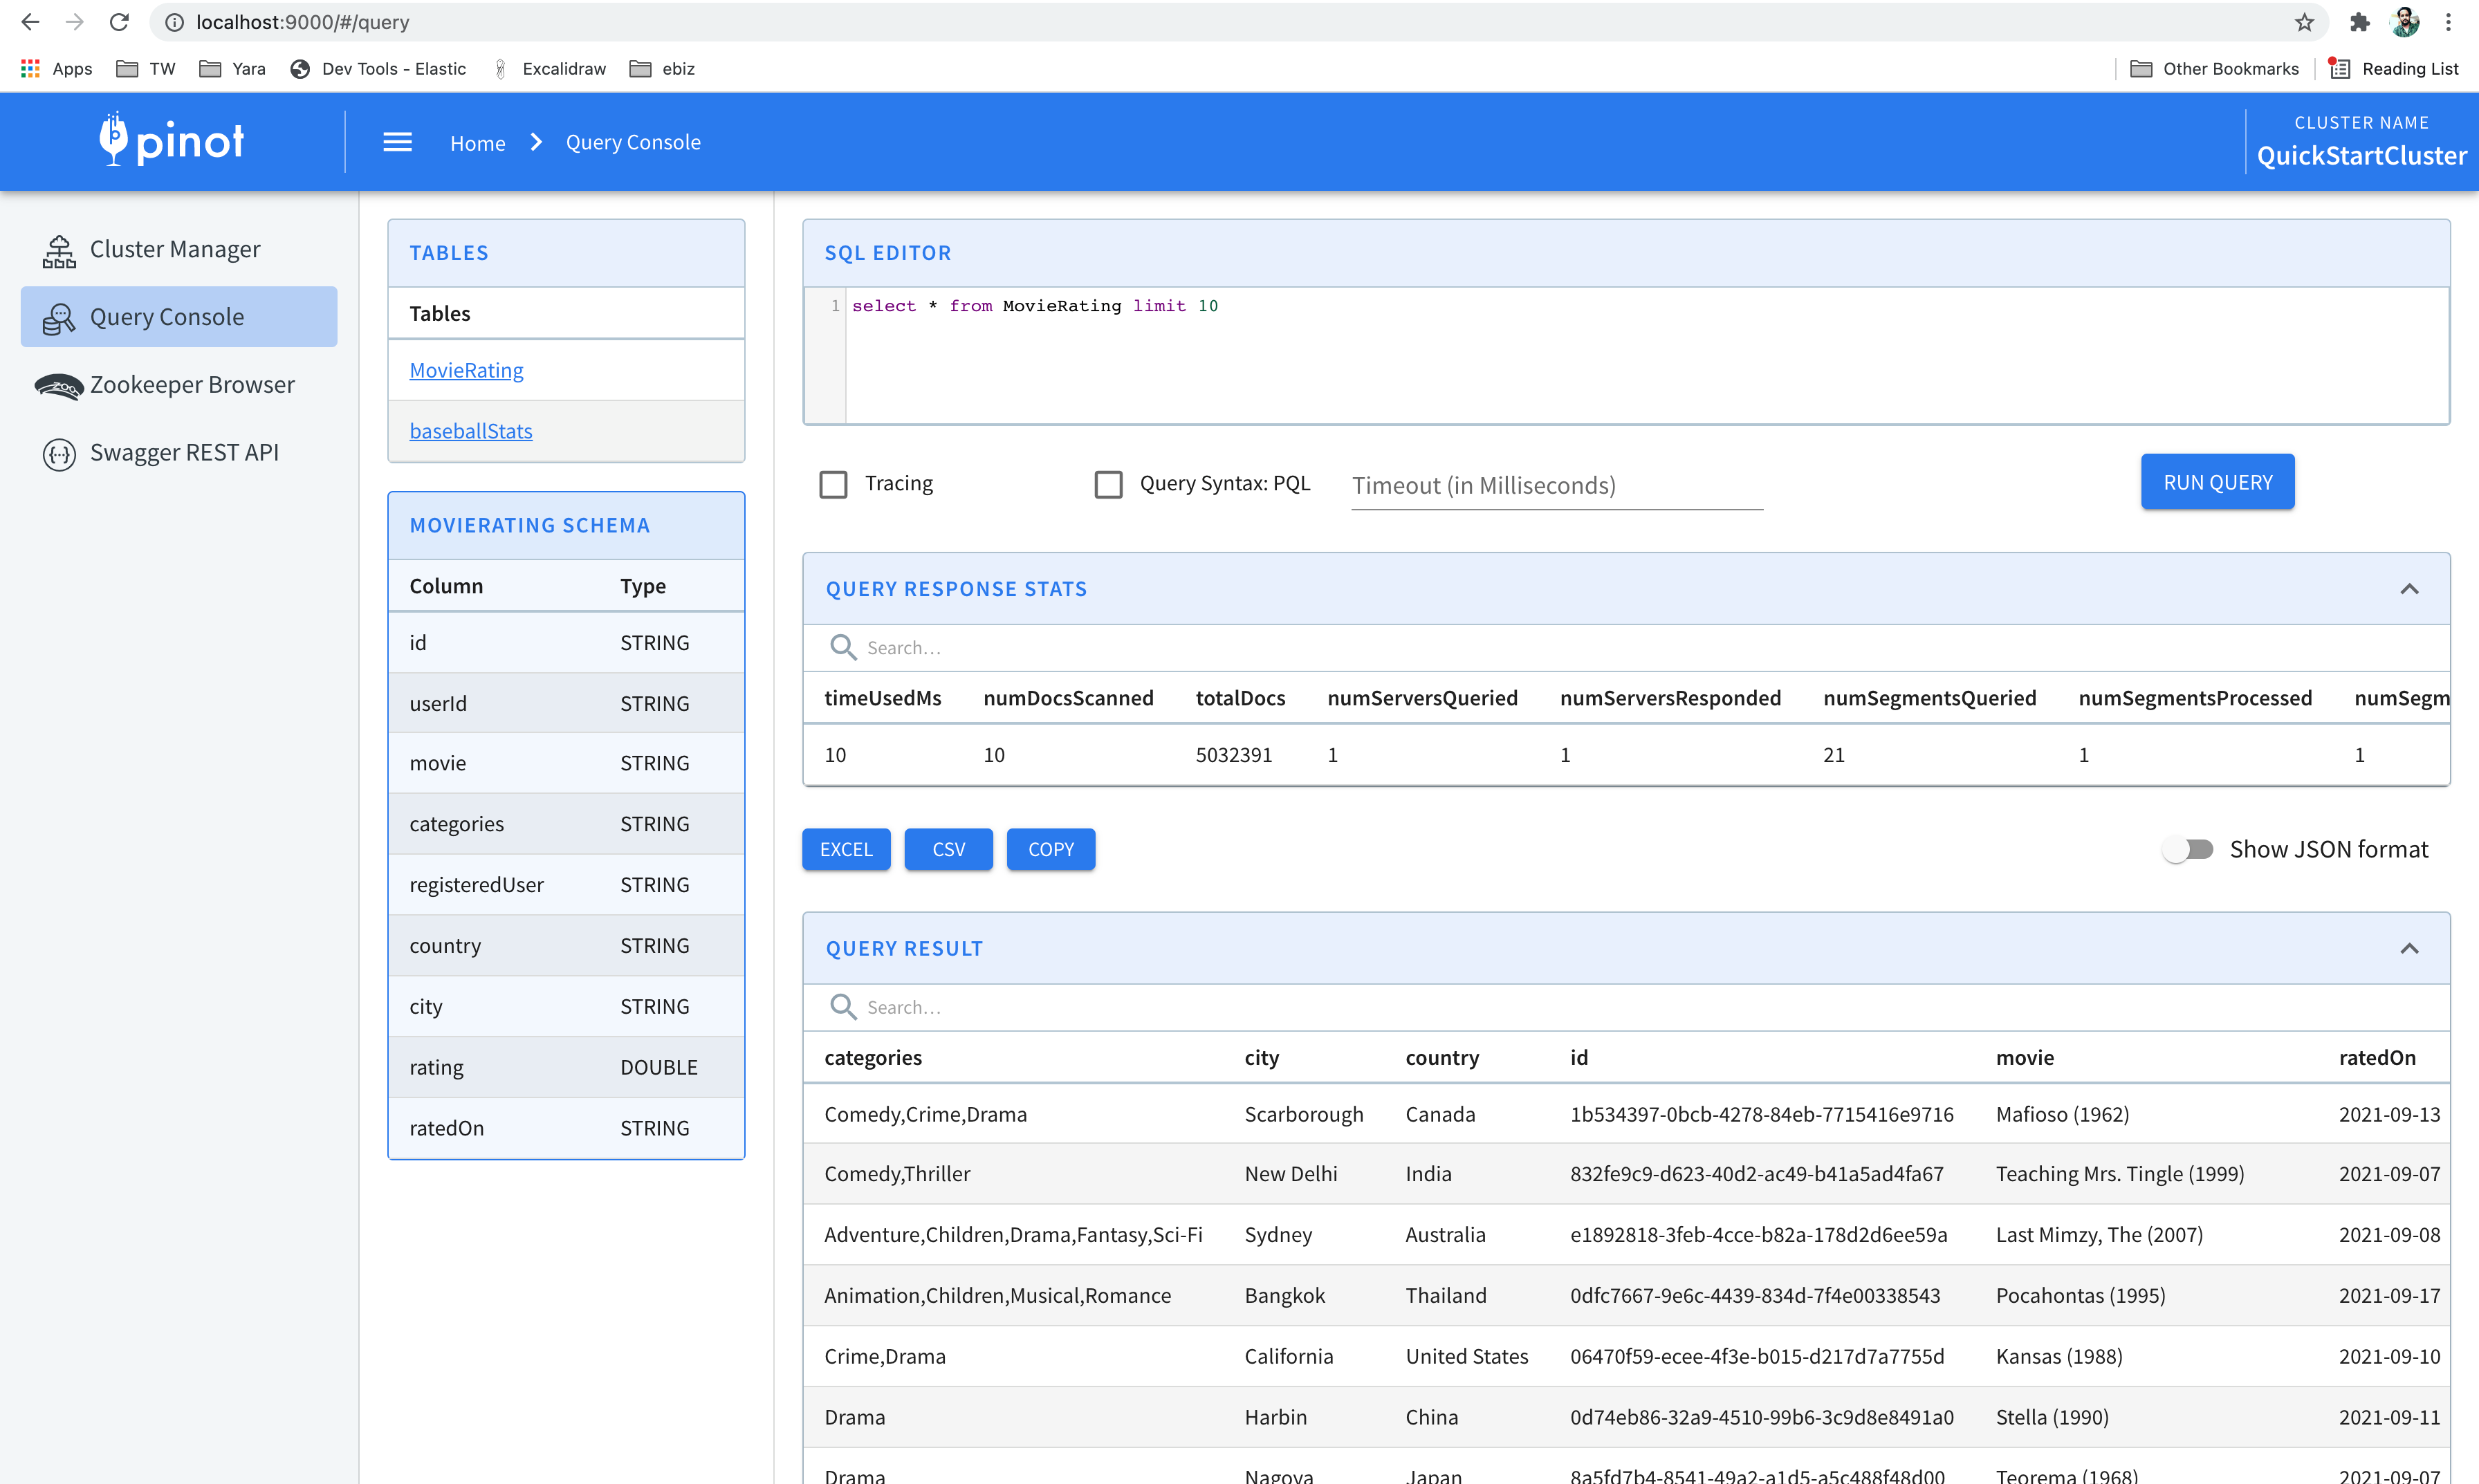 localhost:9000/#/query
Apps TW Yara Dev Tools - Elastic Excalidraw ebiz Other Bookmarks Reading List
pinot
Home Query Console
CLUSTER NAME
QuickStartCluster
Cluster Manager
Query Console
Zookeeper Browser
Swagger REST API
TABLES
Tables
MovieRating
baseballStats
MOVIERATING SCHEMA
Column Type
id STRING
userId STRING
movie STRING
categories STRING
registeredUser STRING
country STRING
city STRING
rating DOUBLE
ratedOn STRING
SQL EDITOR
1 select * from MovieRating limit 10
Tracing Query Syntax: PQL Timeout (in Milliseconds) RUN QUERY
QUERY RESPONSE STATS
Search...
timeUsedMs numDocsScanned totalDocs numServersQueried numServersResponded numSegmentsQueried numSegmentsProcessed numSegm
10 10 5032391 1 1 21 1 1
EXCEL CSV COPY Show JSON format
QUERY RESULT
Search...
categories city country id movie ratedOn
Comedy,Crime,Drama Scarborough Canada 1b534397-0bcb-4278-84eb-7715416e9716 Mafioso (1962) 2021-09-13
Comedy,Thriller New Delhi India 832fe9c9-d623-40d2-ac49-b41a5ad4fa67 Teaching Mrs. Tingle (1999) 2021-09-07
Adventure,Children,Drama,Fantasy,Sci-Fi Sydney Australia e1892818-3feb-4cce-b82a-178d2d6ee59a Last Mimzy, The (2007) 2021-09-08
Animation,Children,Musical,Romance Bangkok Thailand 0dfc7667-9e6c-4439-834d-7f4e00338543 Pocahontas (1995) 2021-09-17
Crime,Drama California United States 06470f59-ecee-4f3e-b015-d217d7a7755d Kansas (1988) 2021-09-10
Drama Harbin China 0d74eb86-32a9-4510-99b6-3c9d8e8491a0 Stella (1990) 2021-09-11
Drama Nagoya Japan 8a5fd7b4-8541-49a2-a1d5-a5c488f48d00 Teorema (1968) 2021-09-07